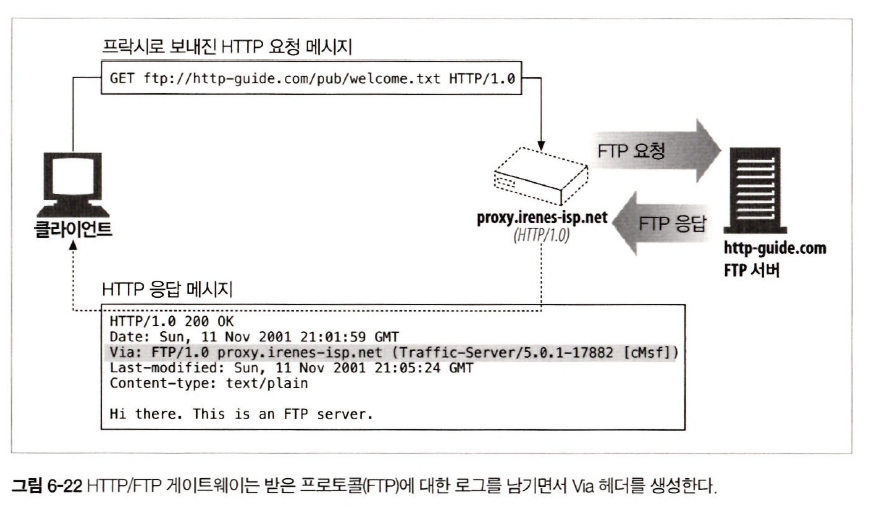 프락시로 보내진 HTTP 요청 메시지
GET ftp://http-guide.com/pub/welcome.txt HTTP/1.0
FTP 요청
클라이언트
proxy.irenes-isp.net
(HTTP/1.0)
FTP 응답
http-guide.com
FTP 서버
HTTP 응답 메시지
HTTP/1.0 200 OK
Date: Sun, 11 Nov 2001 21:01:59 GMT
Via: FTP/1.0 proxy.irenes-isp.net (Traffic-Server/5.0.1-17882 [cMsf])
Last-modified: Sun, 11 Nov 2001 21:05:24 GMT
Content-type: text/plain
Hi there. This is an FTP server.
그림 6-22 HTTP/FTP 게이트웨이는 받은 프로토콜(FTP)에 대한 로그를 남기면서 Via 헤더를 생성한다.